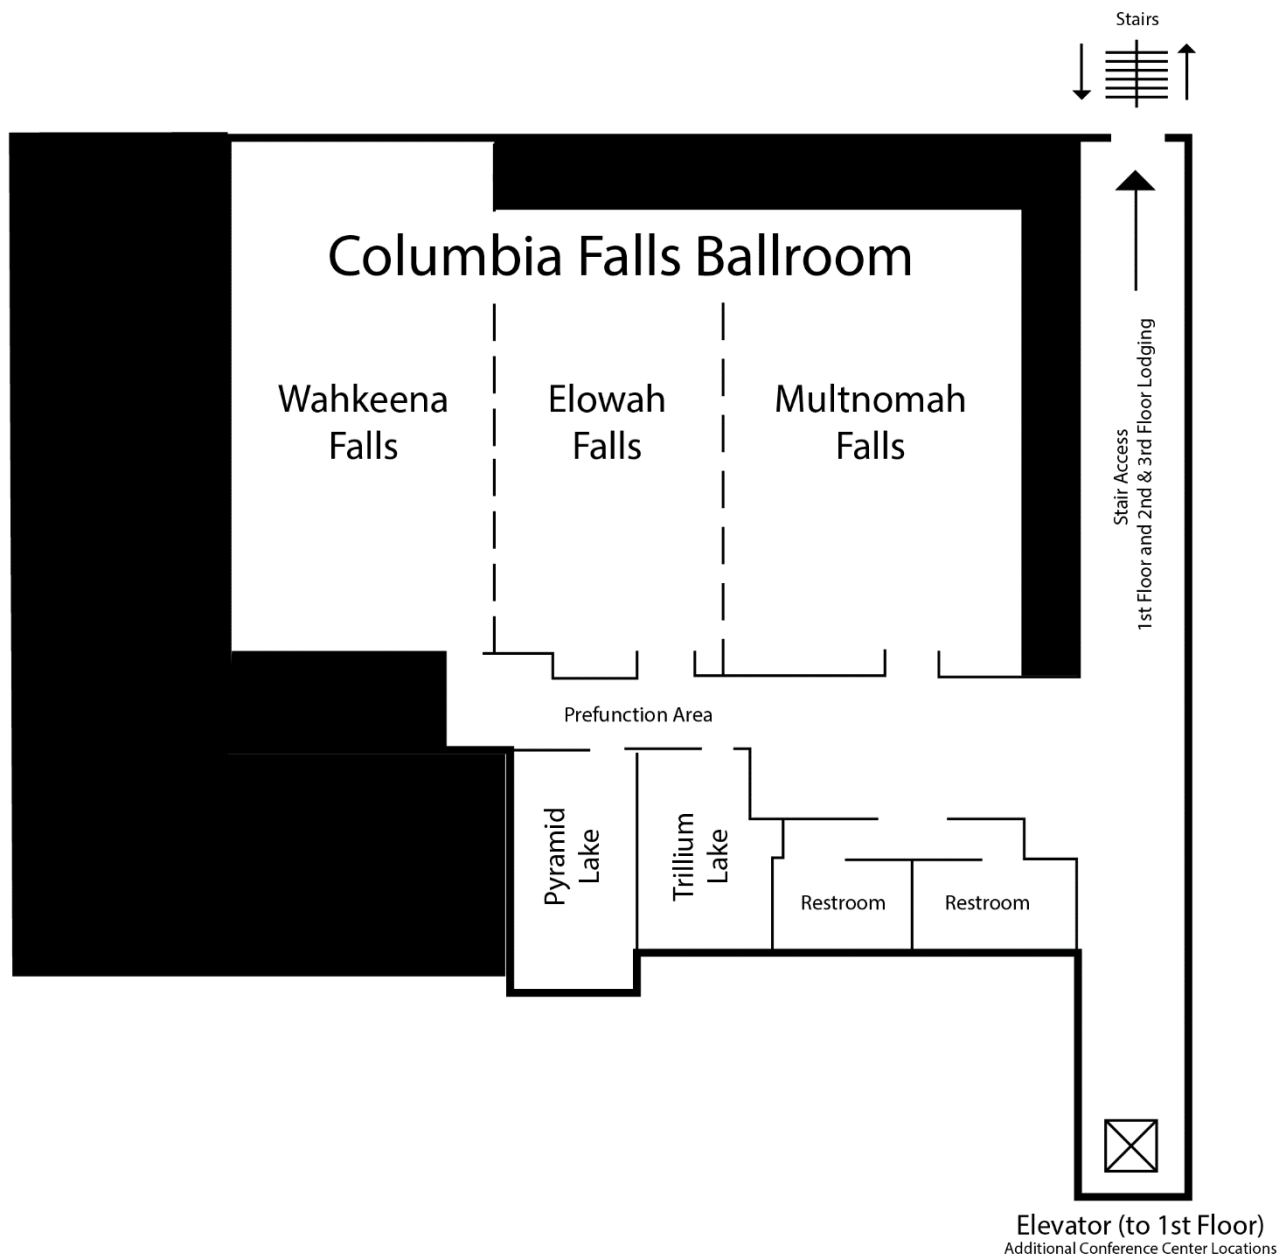 Stairs
Columbia Falls Ballroom
Wahkeena
Falls
Elowah
Falls
Multnomah
Falls
Stair Access
1st Floor and 2nd & 3rd Floor Lodging
Prefunction Area
Pyramid
Lake
Trillium
Lake
Restroom
Restroom
Elevator (to 1st Floor)
Additional Conference Center Locations